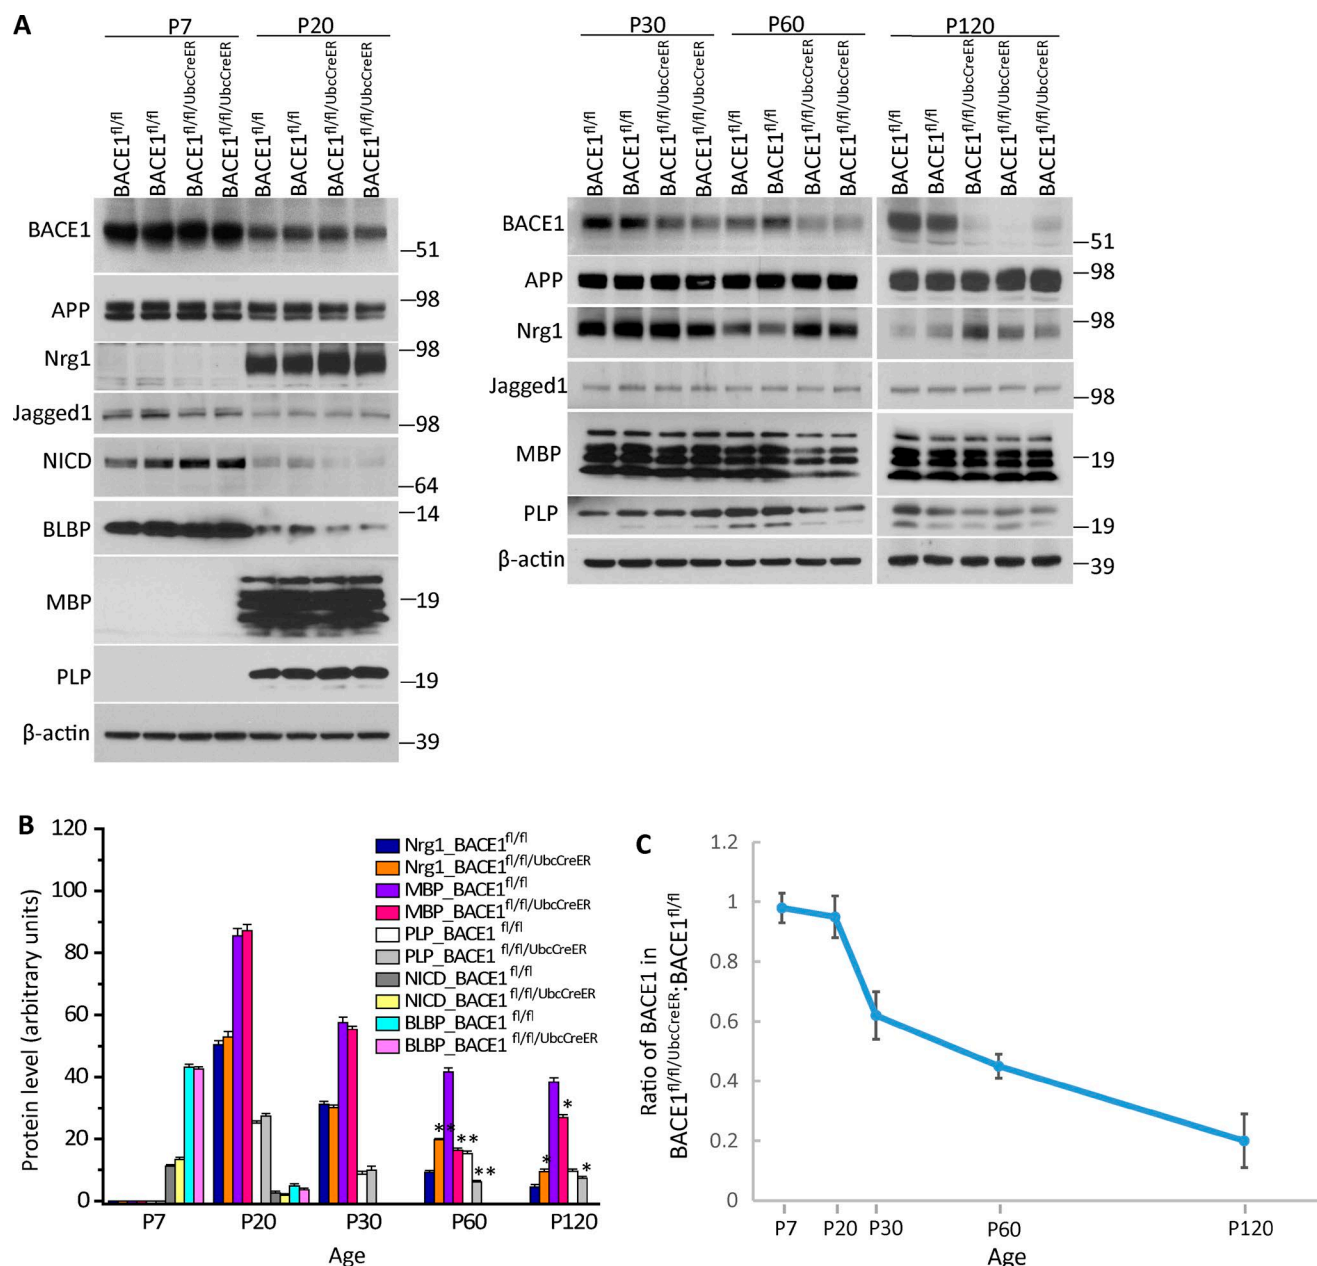 A
P7 P20
BACE1fl/fl BACE1fl/fl BACE1fl/fl/UbcCreER BACE1fl/fl/UbcCreER BACE1fl/fl BACE1fl/fl BACE1fl/fl/UbcCreER BACE1fl/fl/UbcCreER
BACE1 51
APP 98
Nrg1 98
Jagged1 98
NICD 64
BLBP 14
MBP 19
PLP 19
β-actin 39
P30 P60 P120
BACE1fl/fl BACE1fl/fl BACE1fl/fl/UbcCreER BACE1fl/fl/UbcCreER BACE1fl/fl BACE1fl/fl BACE1fl/fl/UbcCreER BACE1fl/fl/UbcCreER BACE1fl/fl BACE1fl/fl BACE1fl/fl/UbcCreER BACE1fl/fl BACE1fl/fl/UbcCreER
BACE1 51
APP 98
Nrg1 98
Jagged1 98
MBP 19
PLP 19
β-actin 39
B
Protein level (arbitrary units)
120
100
80
60
40
20
0
Nrg1_BACE1fl/fl
Nrg1_BACE1fl/fl/UbcCreER
MBP_BACE1fl/fl
MBP_BACE1fl/fl/UbcCreER
PLP_BACE1 fl/fl
PLP_BACE1 fl/fl/UbcCreER
NICD_BACE1 fl/fl
NICD_BACE1 fl/fl/UbcCreER
BLBP_BACE1 fl/fl
BLBP_BACE1 fl/fl/UbcCreER
** ** ** * * *
P7 P20 P30 P60 P120
Age
C
Ratio of BACE1 in
BACE1fl/fl/UbcCreER:BACE1fl/fl
1.2
1
0.8
0.6
0.4
0.2
0
P7 P20 P30 P60 P120
Age